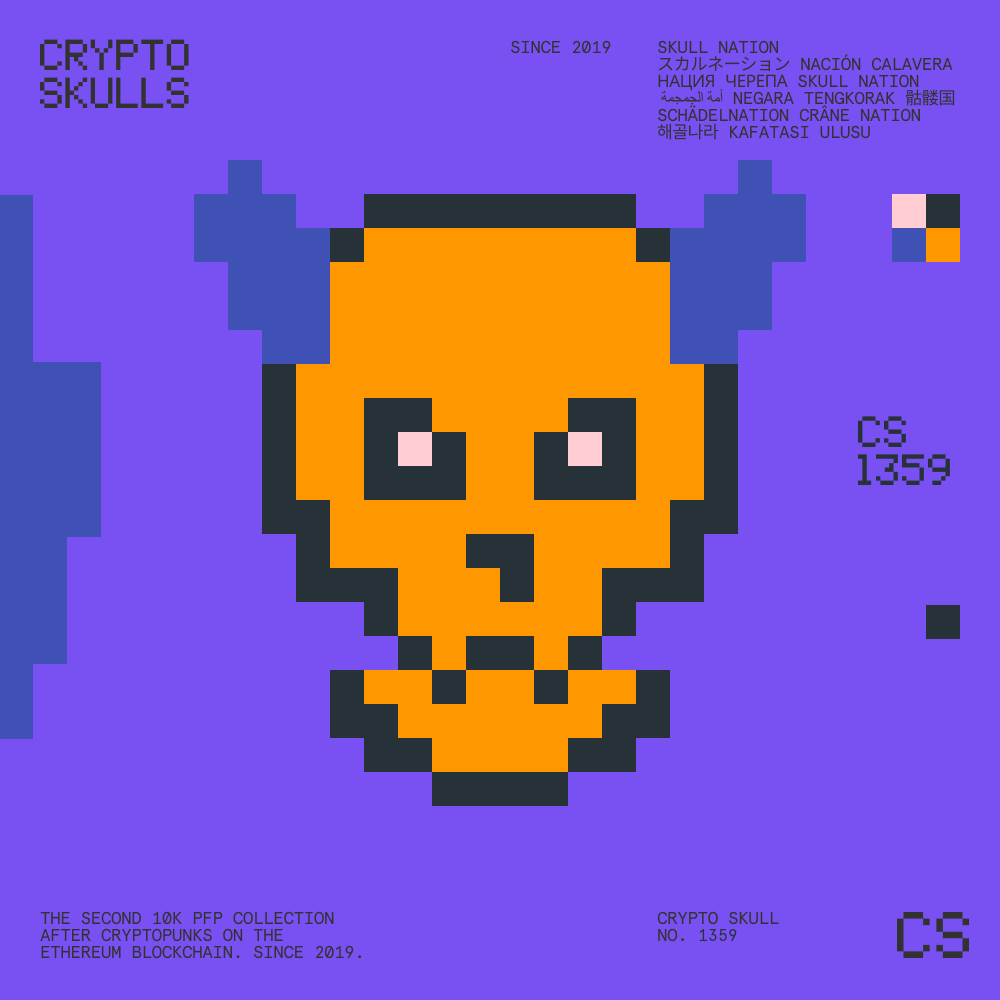 CRYPTO
SKULLS
SINCE 2019
SKULL NATION
スカルネーション NACIÓN CALAVERA
НАЦИЯ ЧЕРЕПА SKULL NATION
أمة الجمجمة NEGARA TENGKORAK 骷髅国
SCHÄDELNATION CRÂNE NATION
해골나라 KAFATASI ULUSU
CS
1359
THE SECOND 10K PFP COLLECTION
AFTER CRYPTOPUNKS ON THE
ETHEREUM BLOCKCHAIN. SINCE 2019.
CRYPTO SKULL
NO. 1359
CS